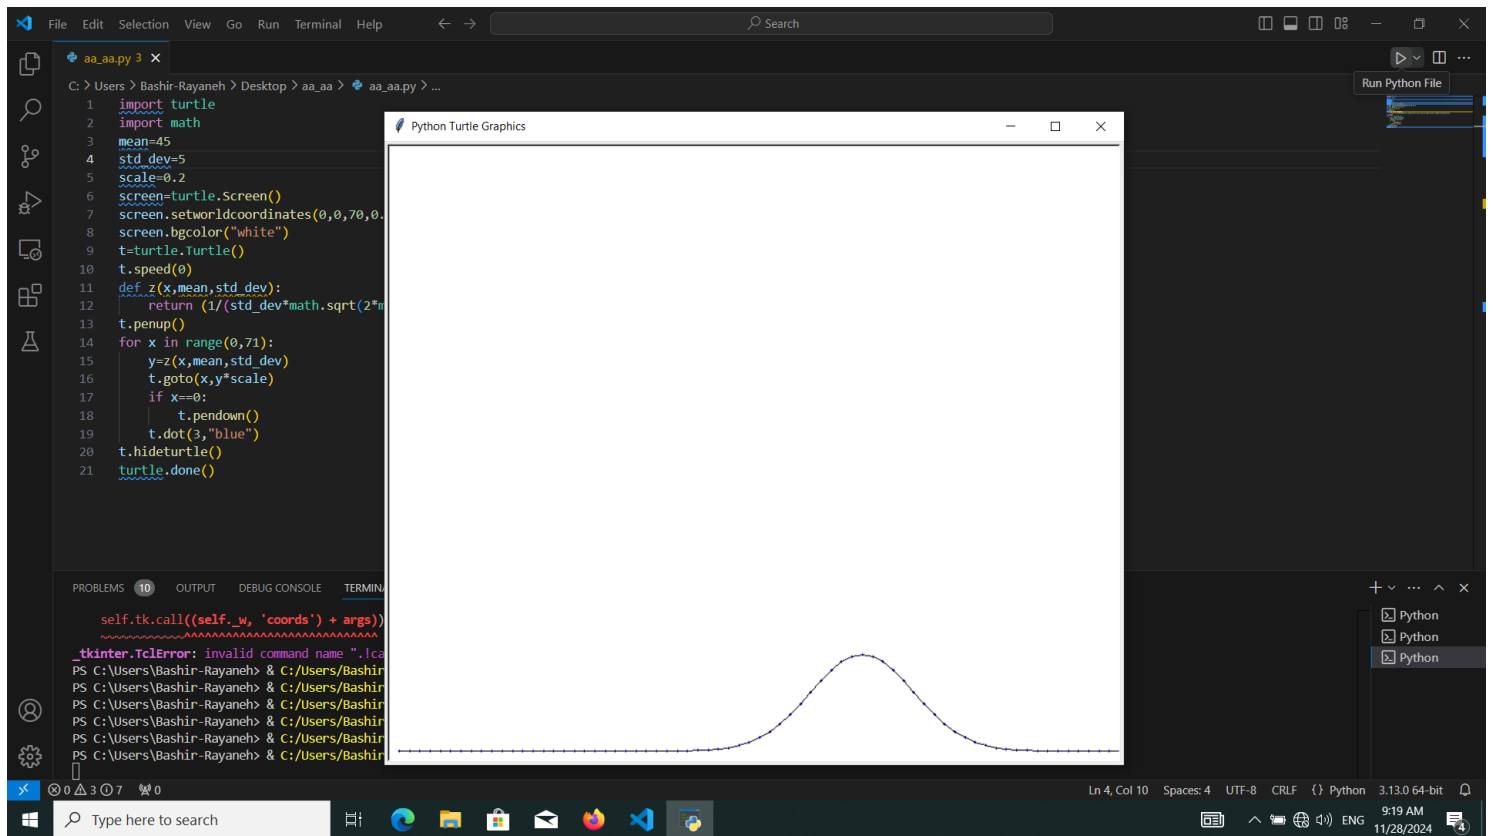 File Edit Selection View Go Run Terminal Help Search
aa_aa.py 3
C: > Users > Bashir-Rayaneh > Desktop > aa_aa > aa_aa.py > ...
Run Python File
1 import turtle
2 import math
3 mean=45
4 std_dev=5
5 scale=0.2
6 screen=turtle.Screen()
7 screen.setworldcoordinates(0,0,70,0.
8 screen.bgcolor("white")
9 t=turtle.Turtle()
10 t.speed(0)
11 def z(x,mean,std_dev):
12 return (1/(std_dev*math.sqrt(2*m
13 t.penup()
14 for x in range(0,71):
15 y=z(x,mean,std_dev)
16 t.goto(x,y*scale)
17 if x==0:
18 t.pendown()
19 t.dot(3,"blue")
20 t.hideturtle()
21 turtle.done()
Python Turtle Graphics
PROBLEMS 10 OUTPUT DEBUG CONSOLE TERMIN
self.tk.call((self._w, 'coords') + args))
_tkinter.TclError: invalid command name ".!ca
PS C:\Users\Bashir-Rayaneh> & C:/Users/Bashir
PS C:\Users\Bashir-Rayaneh> & C:/Users/Bashir
PS C:\Users\Bashir-Rayaneh> & C:/Users/Bashir
PS C:\Users\Bashir-Rayaneh> & C:/Users/Bashir
PS C:\Users\Bashir-Rayaneh> & C:/Users/Bashir
PS C:\Users\Bashir-Rayaneh> & C:/Users/Bashir
Python
Python
Python
0 3 7 0 Ln 4, Col 10 Spaces: 4 UTF-8 CRLF {} Python 3.13.0 64-bit
Type here to search ENG 9:19 AM
11/28/2024 4